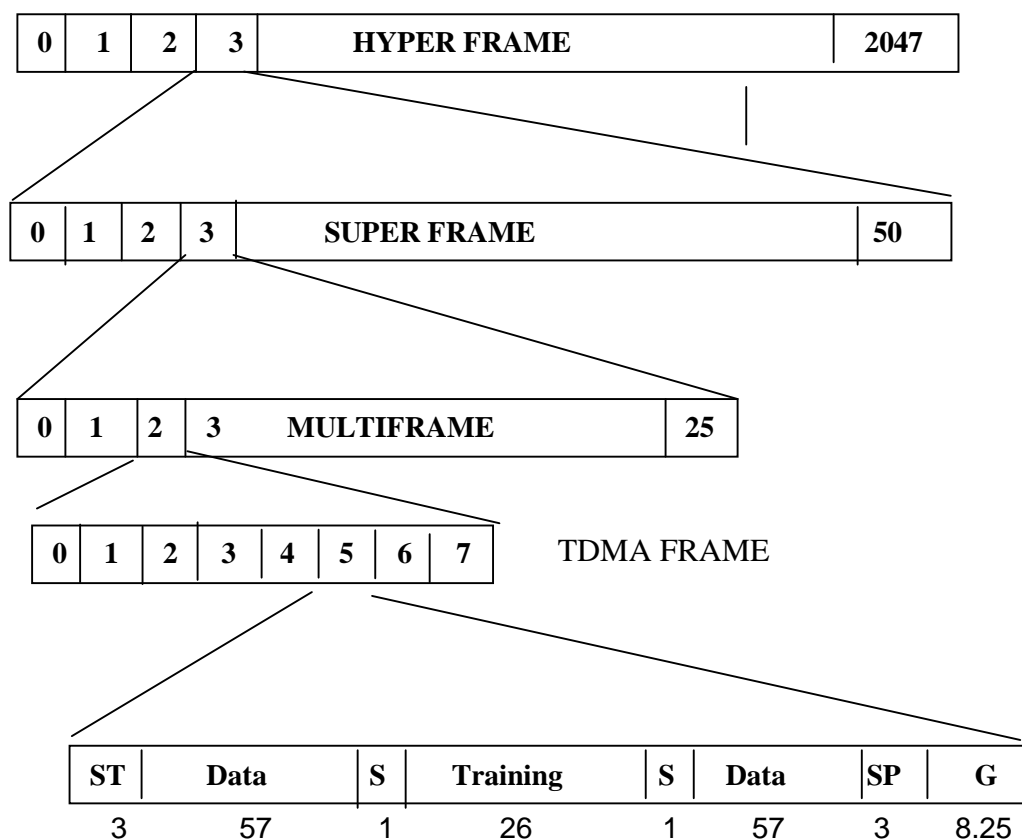 0 1 2 3 HYPER FRAME 2047
0 1 2 3 SUPER FRAME 50
0 1 2 3 MULTIFRAME 25
0 1 2 3 4 5 6 7 TDMA FRAME
ST Data S Training S Data SP G
3 57 1 26 1 57 3 8.25